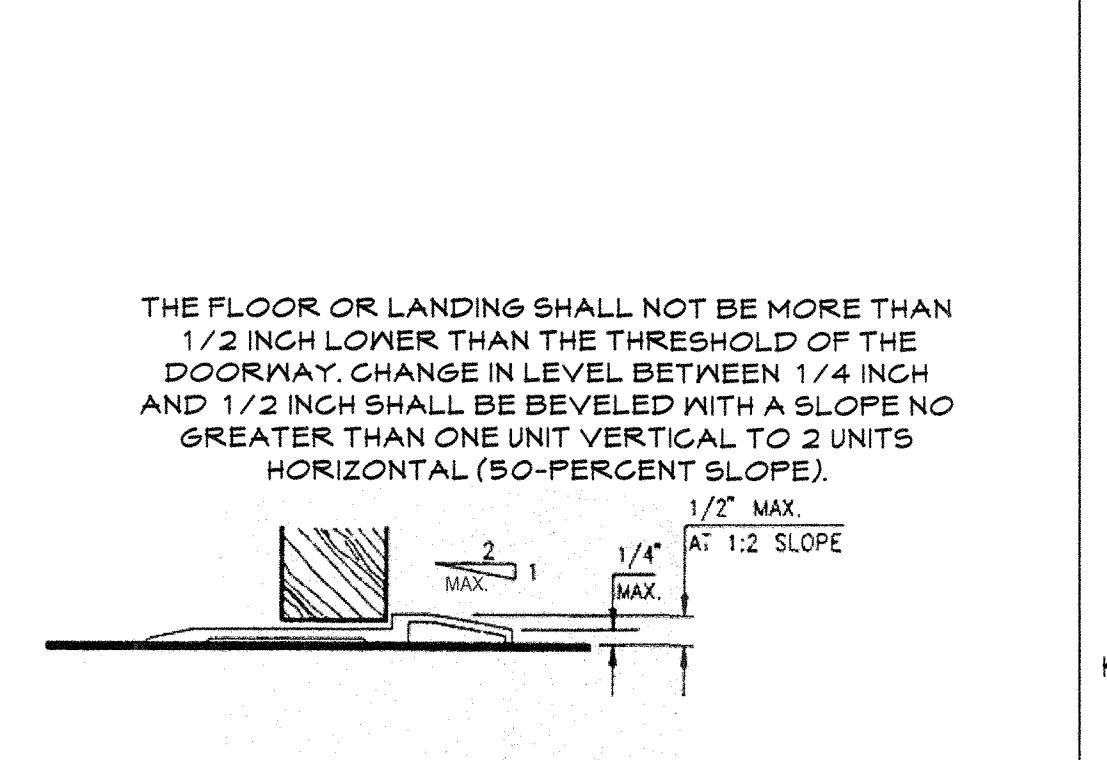 THE FLOOR OR LANDING SHALL NOT BE MORE THAN
1/2 INCH LOWER THAN THE THRESHOLD OF THE
DOORWAY. CHANGE IN LEVEL BETWEEN 1/4 INCH
AND 1/2 INCH SHALL BE BEVELED WITH A SLOPE NO
GREATER THAN ONE UNIT VERTICAL TO 2 UNITS
HORIZONTAL (50-PERCENT SLOPE).
1/2" MAX.
AT 1:2 SLOPE
1/4"
MAX.
2
1
MAX.